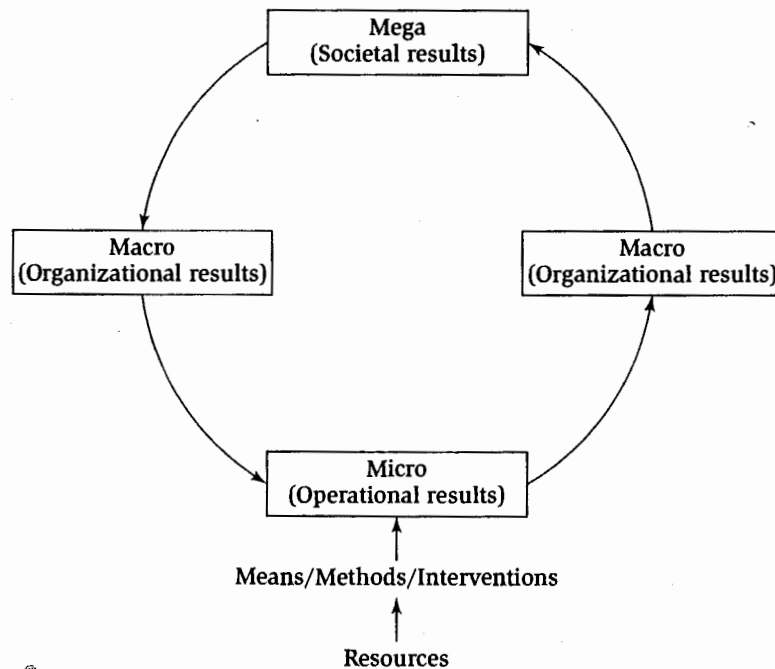 Mega
(Societal results)
Macro
(Organizational results)
Macro
(Organizational results)
Micro
(Operational results)
Means/Methods/Interventions
Resources